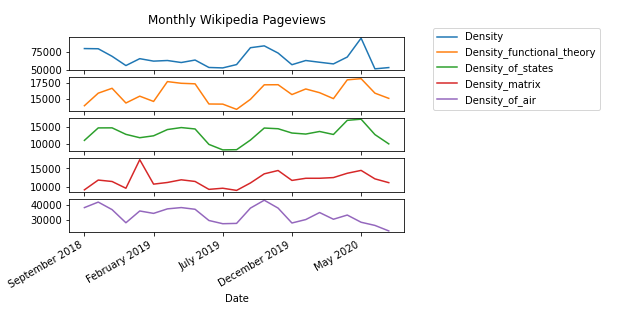 Monthly Wikipedia Pageviews
75000
50000
17500
15000
15000
10000
15000
10000
40000
30000
September 2018
February 2019
July 2019
December 2019
May 2020
Date
Density
Density_functional_theory
Density_of_states
Density_matrix
Density_of_air